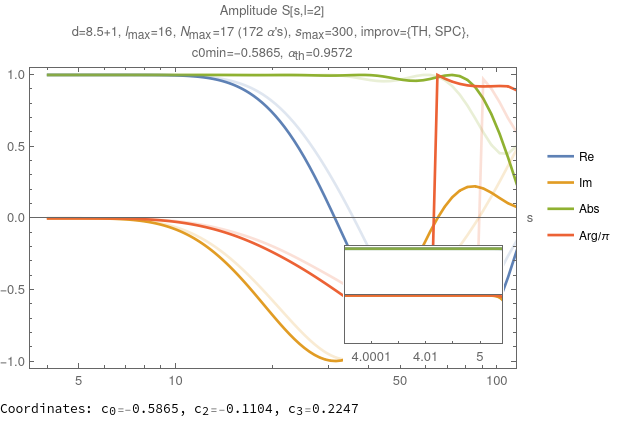 Amplitude S[s,l=2]
d=8.5+1, lmax=16, Nmax=17 (172 α's), smax=300, improv={TH, SPC},
c0min=-0.5865, αth=0.9572
1.0
0.5
0.0
-0.5
-1.0
s
Re
Im
Abs
Arg/π
4.0001 4.01 5
5 10 50 100
Coordinates: c0=-0.5865, c2=-0.1104, c3=0.2247